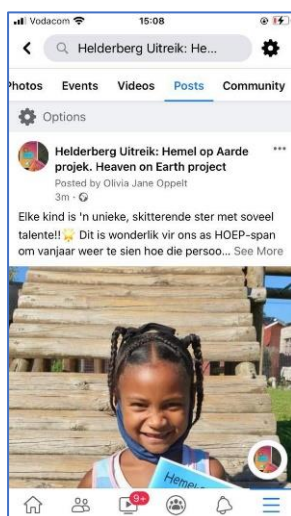 Vodacom 15:08
Helderberg Uitreik: He...
Photos Events Videos Posts Community
Options
Helderberg Uitreik: Hemel op Aarde
projek. Heaven on Earth project
Posted by Olivia Jane Oppelt
3m ·
Elke kind is 'n unieke, skitterende ster met soveel
talente!!🌟 Dit is wonderlik vir ons as HOEP-span
om vanjaar weer te sien hoe die persoo... See More
Hemel
9+